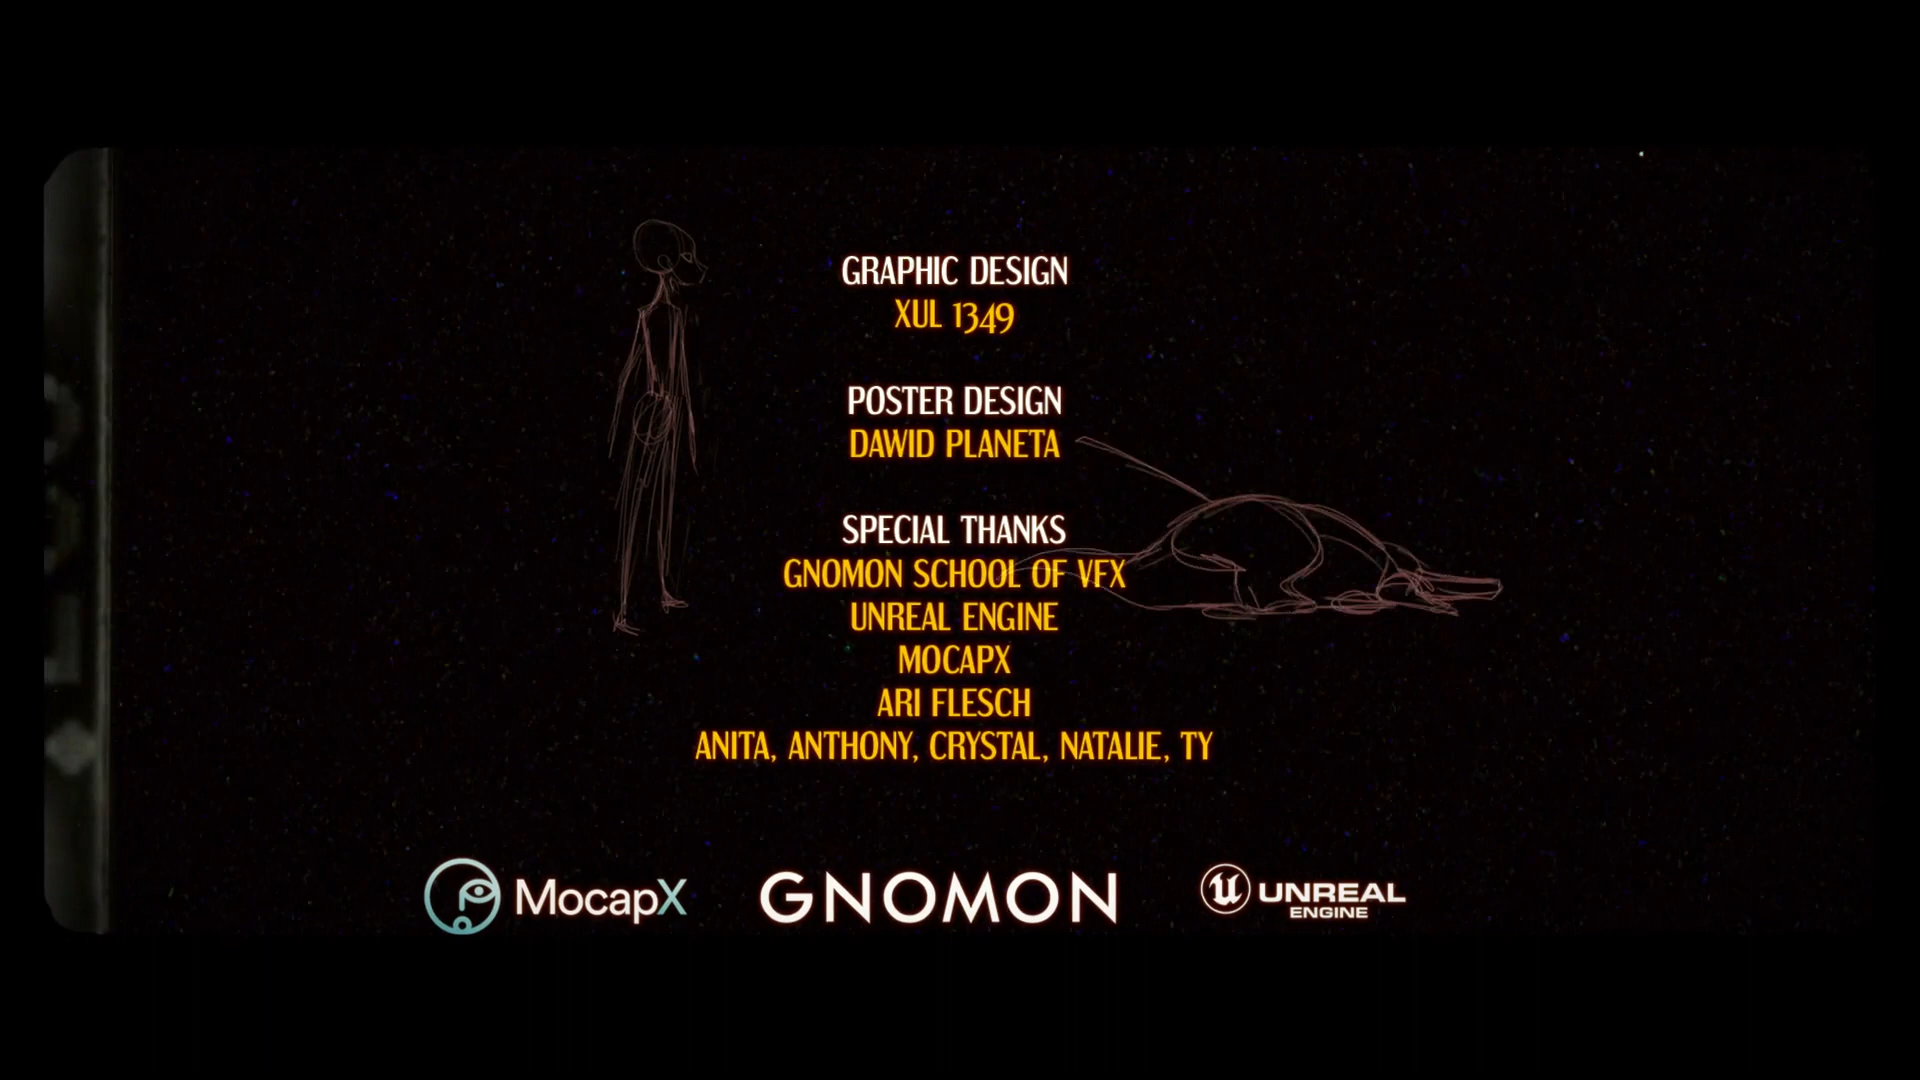 GRAPHIC DESIGN
XUL 1349
POSTER DESIGN
DAWID PLANETA
SPECIAL THANKS
GNOMON SCHOOL OF VFX
UNREAL ENGINE
MOCAPX
ARI FLESCH
ANITA, ANTHONY, CRYSTAL, NATALIE, TY
MocapX
GNOMON
UNREAL
ENGINE